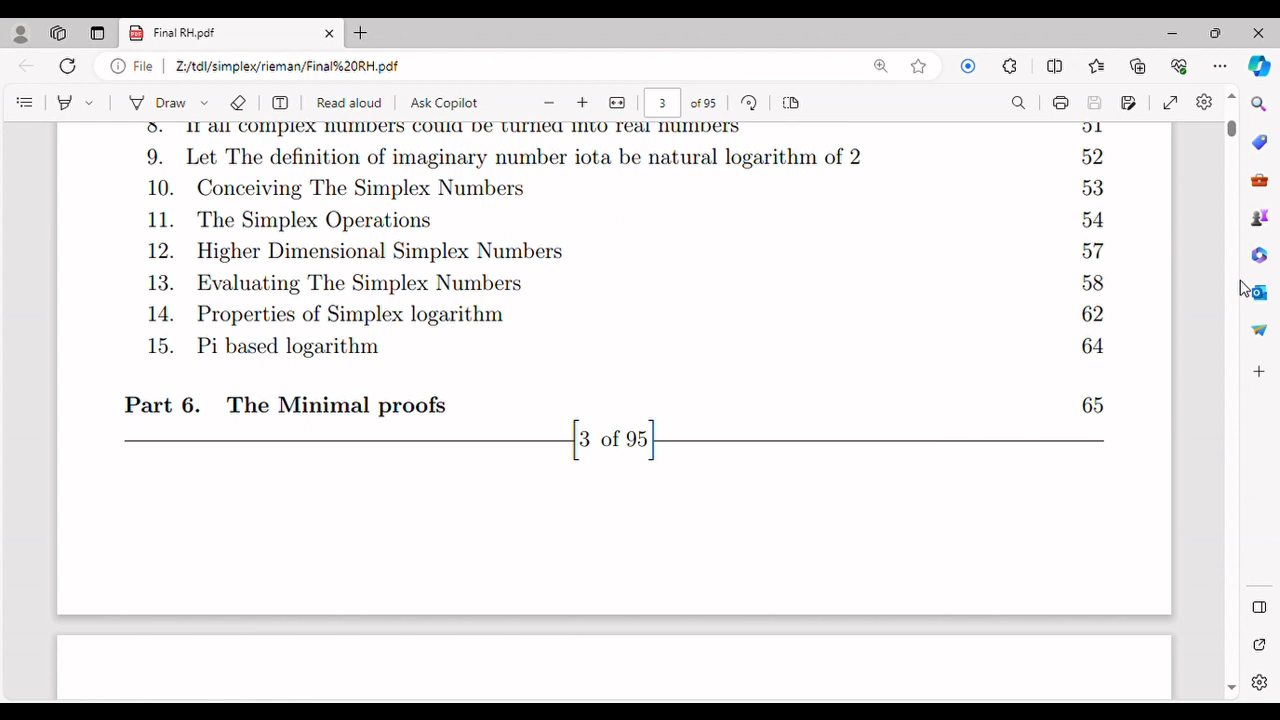 Final RH.pdf
File Z:/tdl/simplex/rieman/Final%20RH.pdf
Draw Read aloud Ask Copilot 3 of 95
8. If all complex numbers could be turned into real numbers 51
9. Let The definition of imaginary number iota be natural logarithm of 2 52
10. Conceiving The Simplex Numbers 53
11. The Simplex Operations 54
12. Higher Dimensional Simplex Numbers 57
13. Evaluating The Simplex Numbers 58
14. Properties of Simplex logarithm 62
15. Pi based logarithm 64
Part 6. The Minimal proofs 65
[3 of 95]